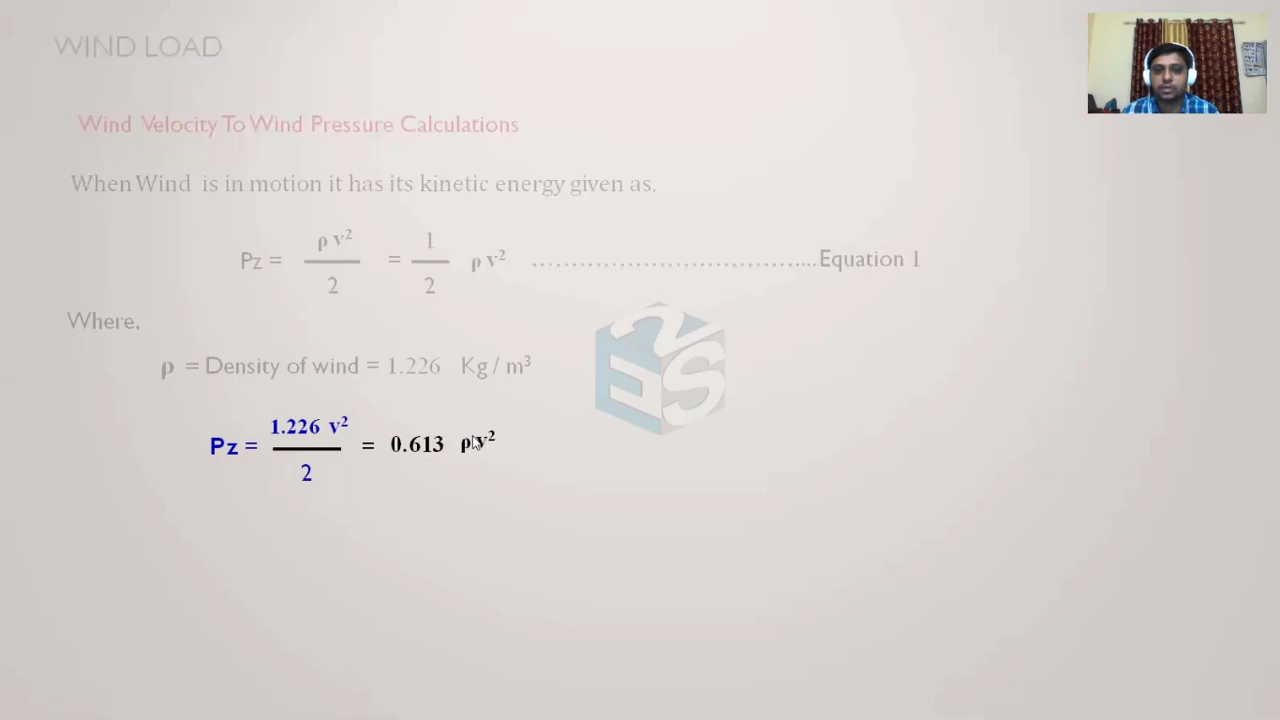 WIND LOAD
Wind Velocity To Wind Pressure Calculations
When Wind is in motion it has its kinetic energy given as,
Pz = ρ v² / 2 = 1 / 2 ρ v² ........................................ Equation 1
Where,
ρ = Density of wind = 1.226 Kg / m³
Pz = 1.226 v² / 2 = 0.613 ρ v²
E2S